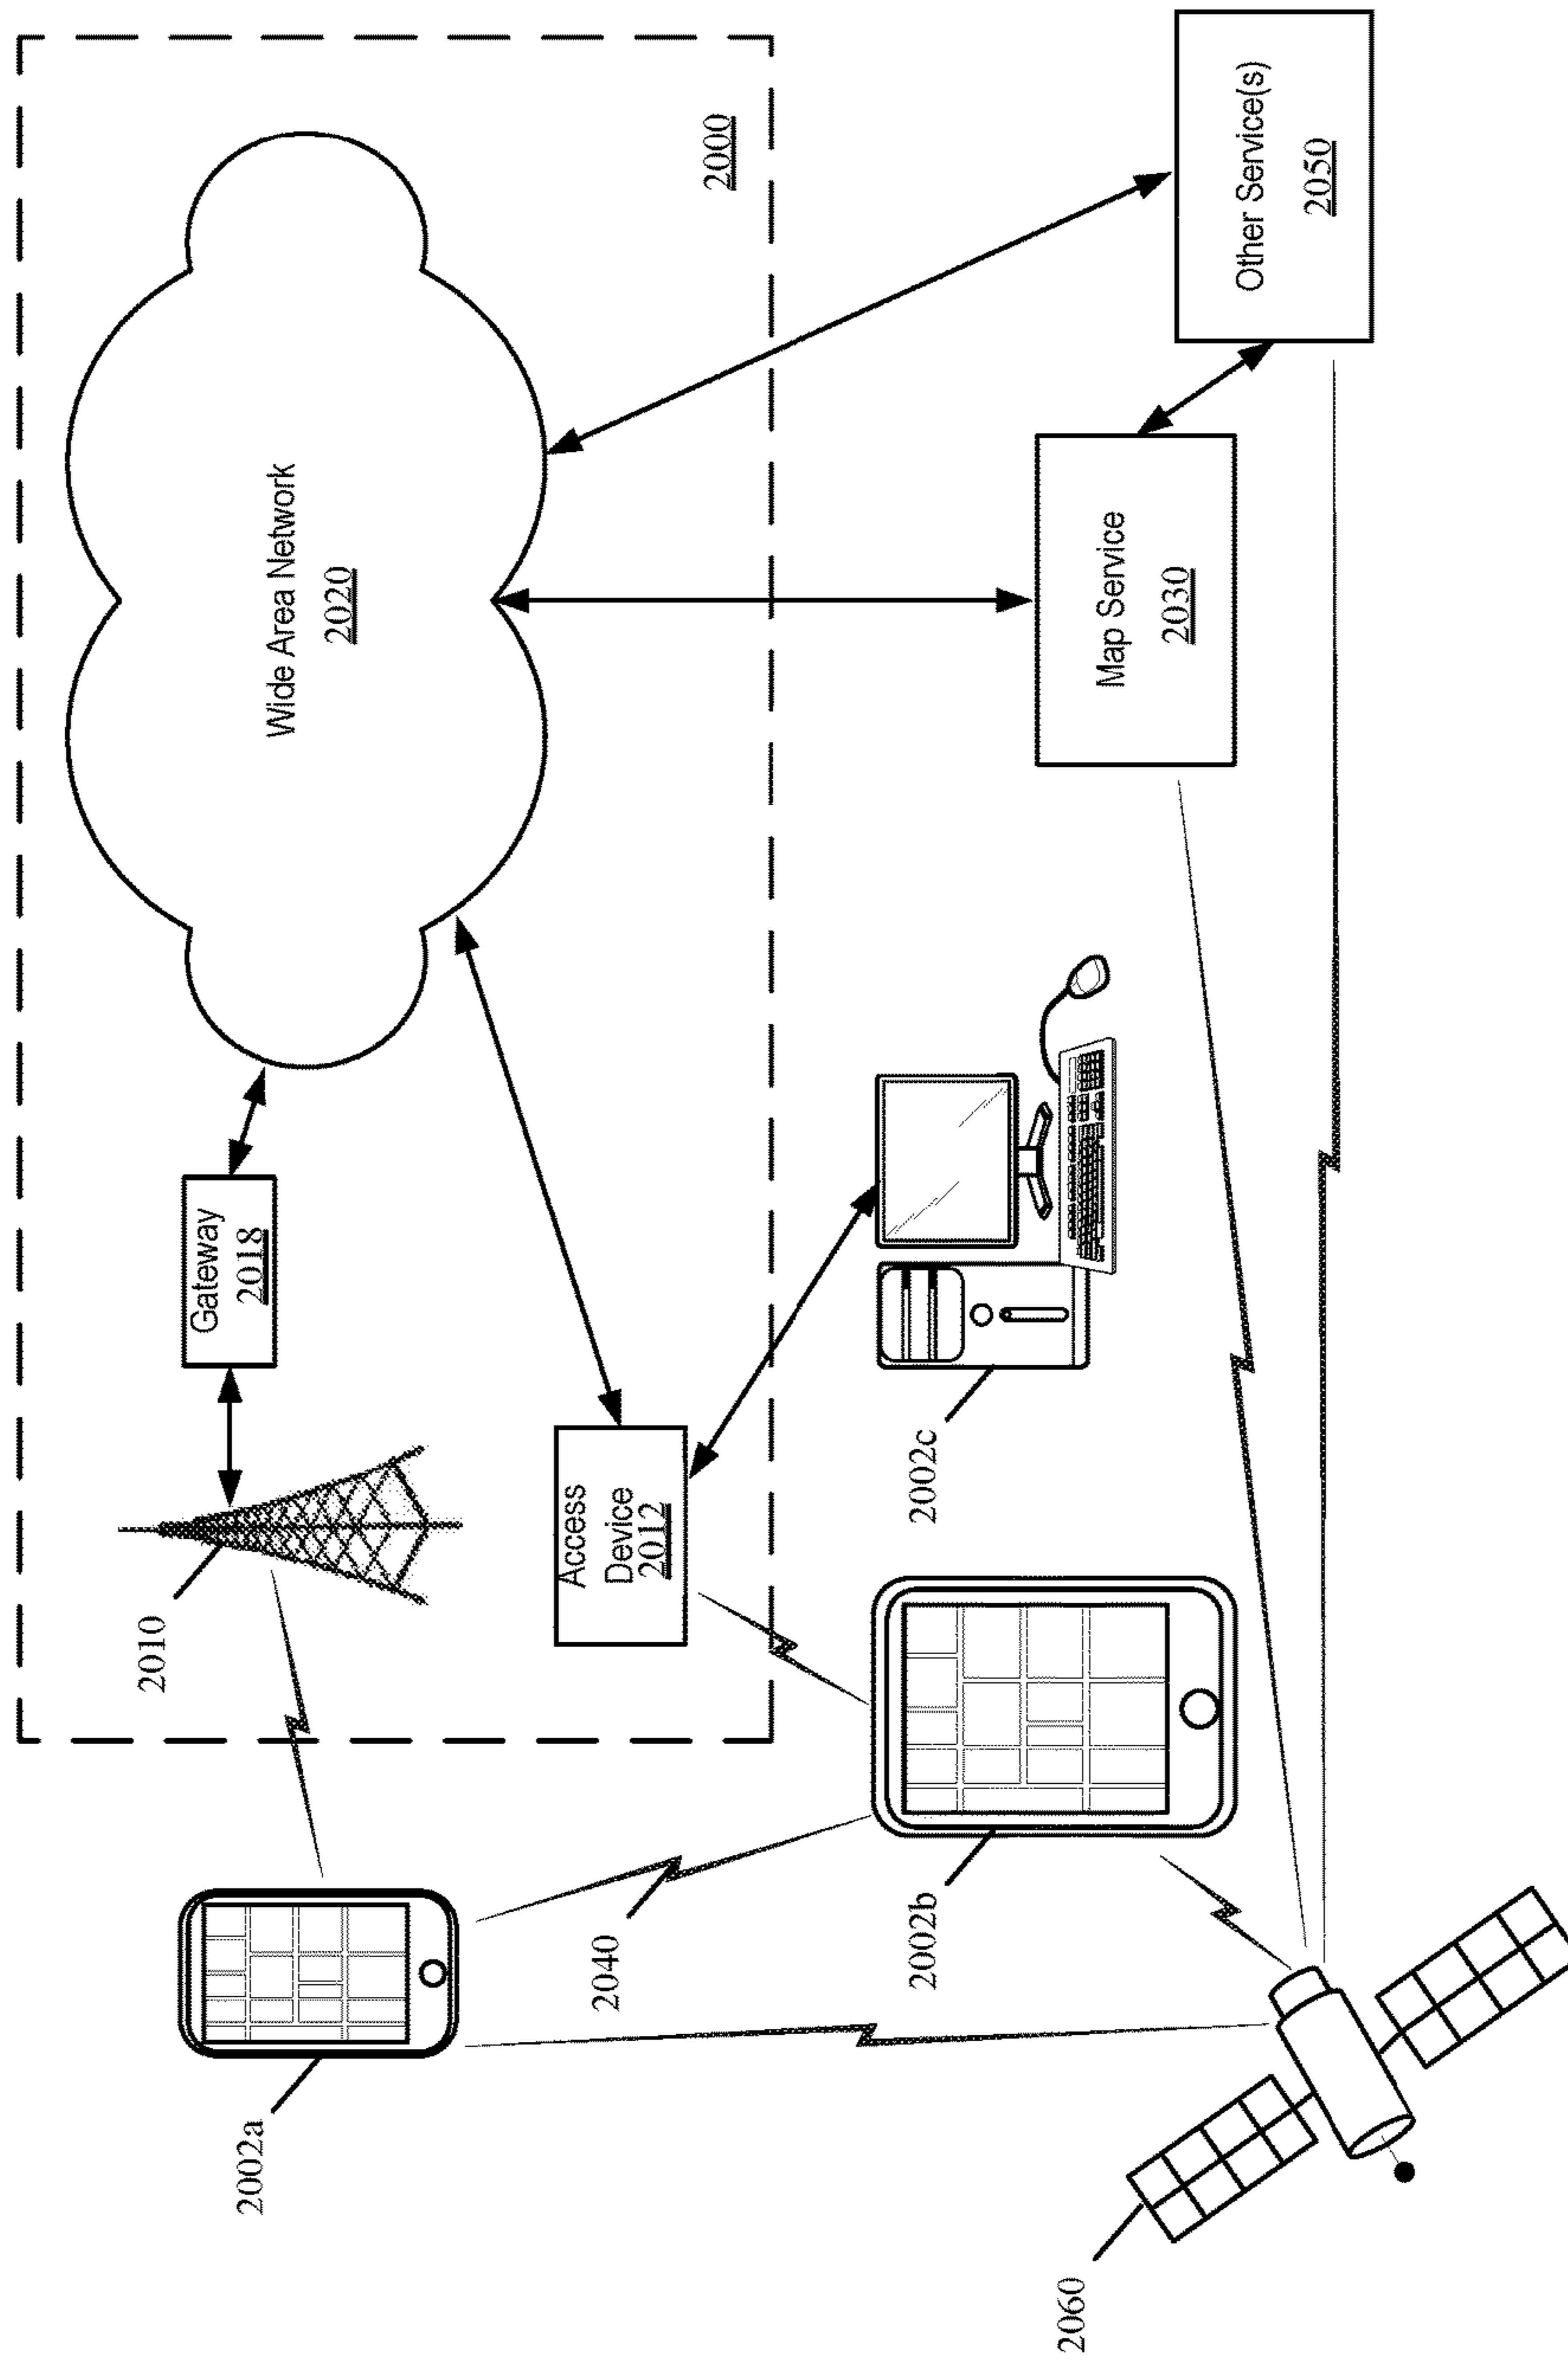 2002a
2010
Gateway
2018
Wide Area Network
2020
2040
Access
Device
2012
2000
2002b
2002c
2060
Map Service
2030
Other Service(s)
2050